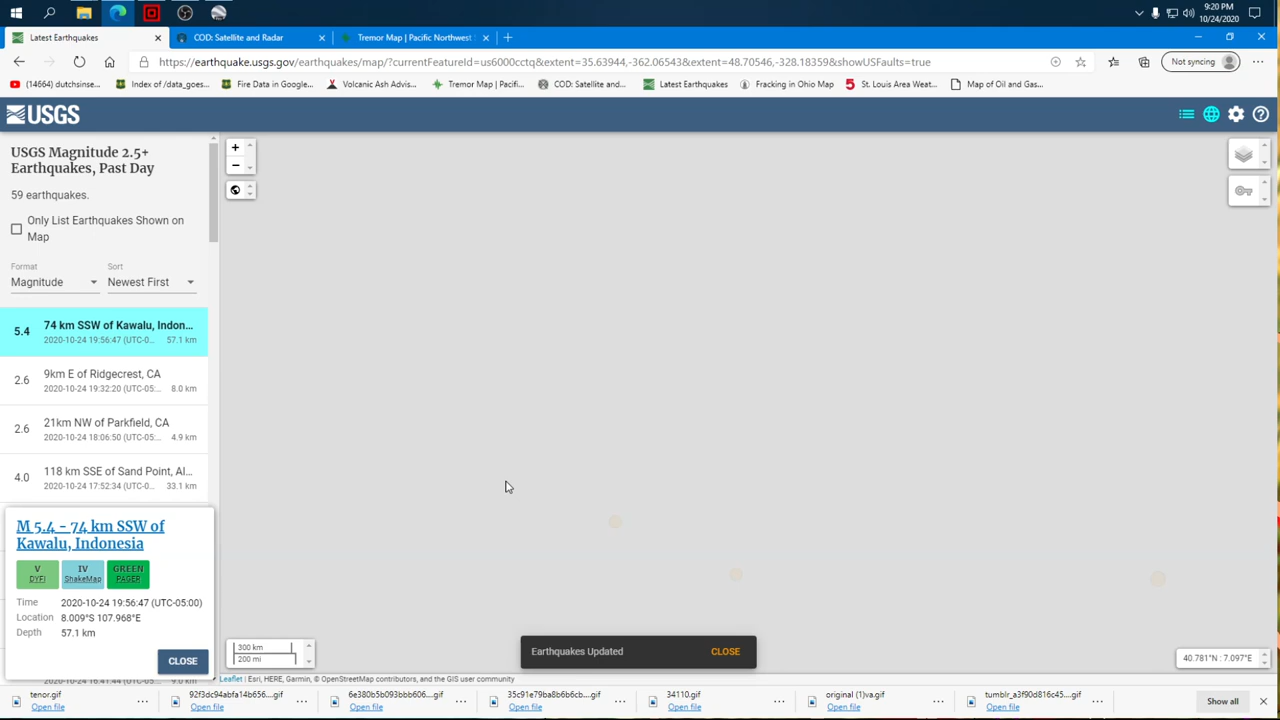 9:20 PM
10/24/2020
Latest Earthquakes
COD: Satellite and Radar
Tremor Map | Pacific Northwest S
https://earthquake.usgs.gov/earthquakes/map/?currentFeatureId=us6000cctq&extent=35.63944,-362.06543&extent=48.70546,-328.18359&showUSFaults=true
Not syncing
(14664) dutchsinse...
Index of /data_goes...
Fire Data in Googl...
Volcanic Ash Advis...
Tremor Map | Pacifi...
COD: Satellite and...
Latest Earthquakes
Fracking in Ohio Map
St. Louis Area Weat...
Map of Oil and Gas...
USGS
USGS Magnitude 2.5+
Earthquakes, Past Day
59 earthquakes.
Only List Earthquakes Shown on
Map
Format
Sort
Magnitude
Newest First
5.4
74 km SSW of Kawalu, Indon...
2020-10-24 19:56:47 (UTC-0... 57.1 km
2.6
9km E of Ridgecrest, CA
2020-10-24 19:32:20 (UTC-05:... 8.0 km
2.6
21km NW of Parkfield, CA
2020-10-24 18:06:50 (UTC-05:... 4.9 km
4.0
118 km SSE of Sand Point, Al...
2020-10-24 17:52:34 (UTC-0... 33.1 km
M 5.4 - 74 km SSW of
Kawalu, Indonesia
V
DYFI
IV
ShakeMap
GREEN
PAGER
Time 2020-10-24 19:56:47 (UTC-05:00)
Location 8.009°S 107.968°E
Depth 57.1 km
CLOSE
+
−
300 km
200 mi
Earthquakes Updated
CLOSE
40.781°N : 7.097°E
Leaflet | Esri, HERE, Garmin, © OpenStreetMap contributors, and the GIS user community
tenor.gif
Open file
92f3dc94abfa14b656....gif
Open file
6e380b5b093bbb606....gif
Open file
35c91e79ba8b6b6cb....gif
Open file
34110.gif
Open file
original (1)va.gif
Open file
tumblr_a3f90d816c45....gif
Open file
Show all